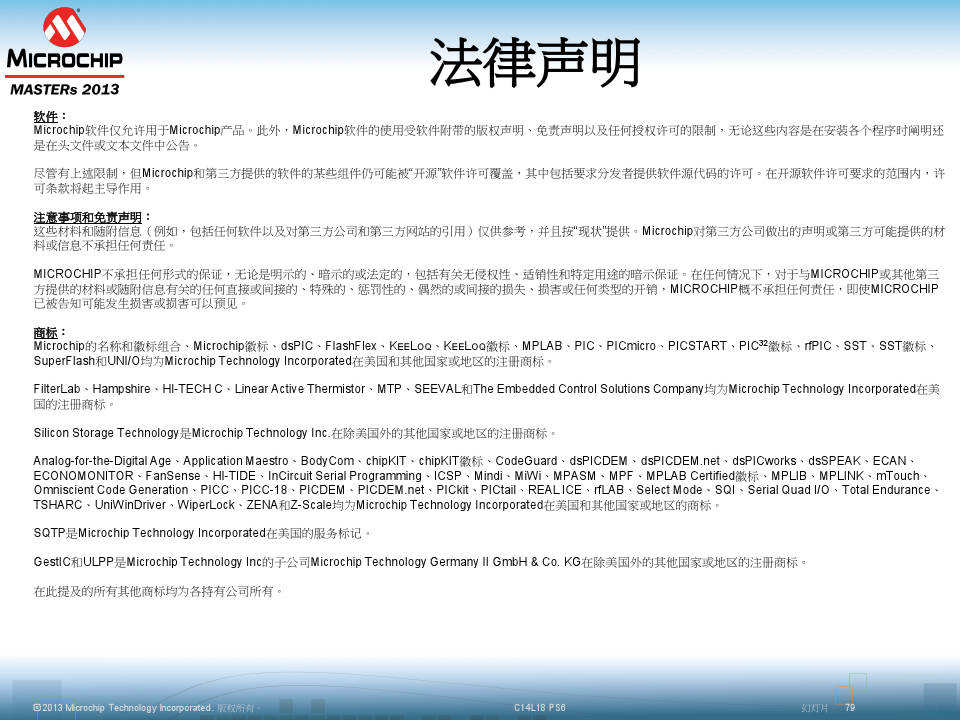 MICROCHIP
MASTERs 2013
法律声明
软件：
Microchip软件仅允许用于Microchip产品。此外，Microchip软件的使用受软件附带的版权声明、免责声明以及任何授权许可的限制，无论这些内容是在安装各个程序时阐明还
是在头文件或文本文件中公告。
尽管有上述限制，但Microchip和第三方提供的软件的某些组件仍可能被“开源”软件许可覆盖，其中包括要求分发者提供软件源代码的许可。在开源软件许可要求的范围内，许
可条款将起主导作用。
注意事项和免责声明：
这些材料和随附信息（例如，包括任何软件以及对第三方公司和第三方网站的引用）仅供参考，并且按“现状”提供。Microchip对第三方公司做出的声明或第三方可能提供的材
料或信息不承担任何责任。
MICROCHIP不承担任何形式的保证，无论是明示的、暗示的或法定的，包括有关无侵权性、适销性和特定用途的暗示保证。在任何情况下，对于与MICROCHIP或其他第三
方提供的材料或随附信息有关的任何直接或间接的、特殊的、惩罚性的、偶然的或间接的损失、损害或任何类型的开销，MICROCHIP概不承担任何责任，即使MICROCHIP
已被告知可能发生损害或损害可以预见。
商标：
Microchip的名称和徽标组合、Microchip徽标、dsPIC、FlashFlex、KEELOQ、KEELOQ徽标、MPLAB、PIC、PICmicro、PICSTART、PIC32徽标、rfPIC、SST、SST徽标、
SuperFlash和UNI/O均为Microchip Technology Incorporated在美国和其他国家或地区的注册商标。
FilterLab、Hampshire、HI-TECH C、Linear Active Thermistor、MTP、SEEVAL和The Embedded Control Solutions Company均为Microchip Technology Incorporated在美
国的注册商标。
Silicon Storage Technology是Microchip Technology Inc.在除美国外的其他国家或地区的注册商标。
Analog-for-the-Digital Age、Application Maestro、BodyCom、chipKIT、chipKIT徽标、CodeGuard、dsPICDEM、dsPICDEM.net、dsPICworks、dsSPEAK、ECAN、
ECONOMONITOR、FanSense、HI-TIDE、InCircuit Serial Programming、ICSP、Mindi、MiWi、MPASM、MPF、MPLAB Certified徽标、MPLIB、MPLINK、mTouch、
Omniscient Code Generation、PICC、PICC-18、PICDEM、PICDEM.net、PICkit、PICtail、REAL ICE、rfLAB、Select Mode、SQI、Serial Quad I/O、Total Endurance、
TSHARC、UniWinDriver、WiperLock、ZENA和Z-Scale均为Microchip Technology Incorporated在美国和其他国家或地区的商标。
SQTP是Microchip Technology Incorporated在美国的服务标记。
GestIC和ULPP是Microchip Technology Inc的子公司Microchip Technology Germany II GmbH & Co. KG在除美国外的其他国家或地区的注册商标。
在此提及的所有其他商标均为各持有公司所有。
© 2013 Microchip Technology Incorporated. 版权所有。
C14L18 PS6
幻灯片 79